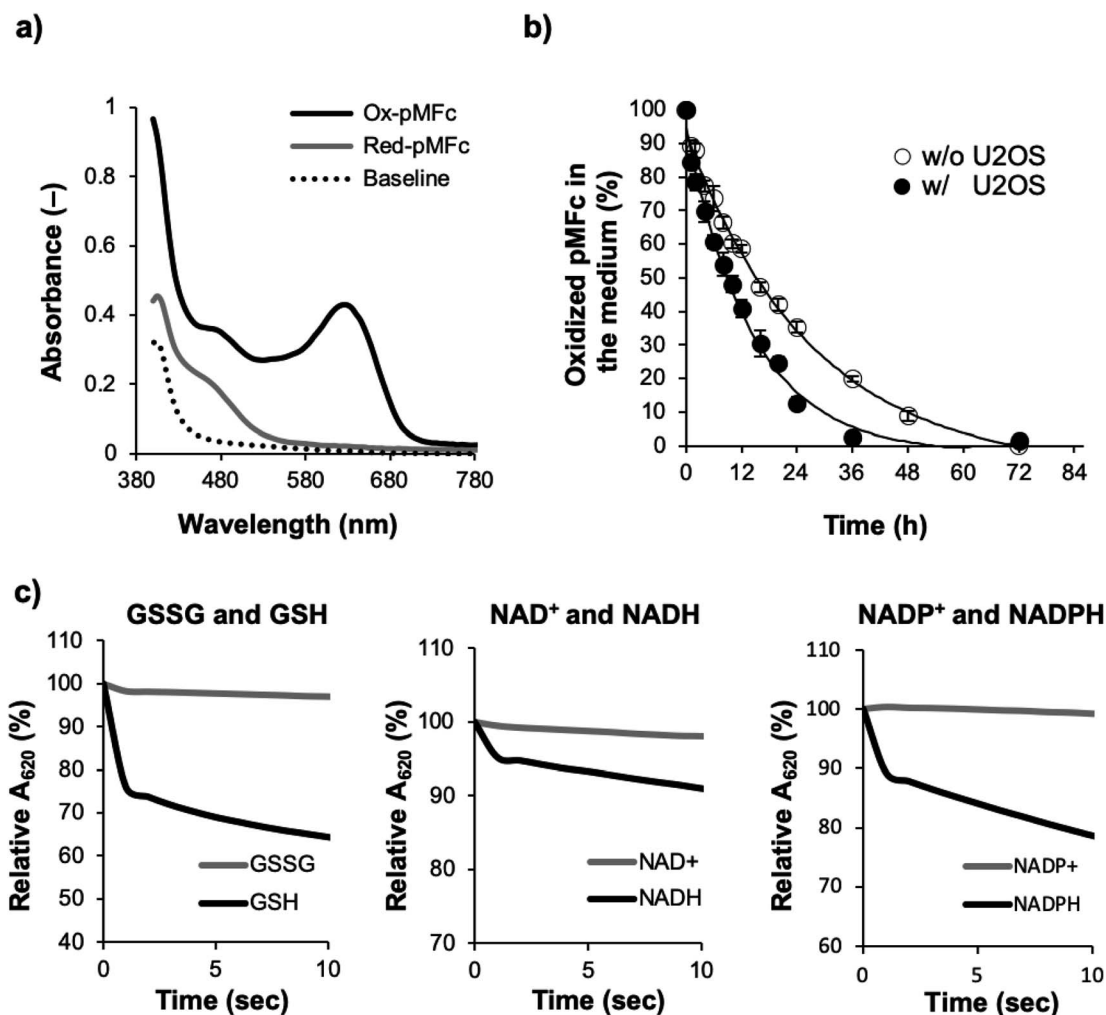 a)
Absorbance (–)
1
0.8
0.6
0.4
0.2
0
Ox-pMFc
Red-pMFc
Baseline
380 480 580 680 780
Wavelength (nm)
b)
Oxidized pMFc in
the medium (%)
100
90
80
70
60
50
40
30
20
10
0
w/o U2OS
w/ U2OS
0 12 24 36 48 60 72 84
Time (h)
c)
GSSG and GSH
Relative A620 (%)
110
100
90
80
70
60
50
40
GSSG
GSH
0 5 10
Time (sec)
NAD+ and NADH
Relative A620 (%)
110
100
90
80
70
NAD+
NADH
0 5 10
Time (sec)
NADP+ and NADPH
Relative A620 (%)
110
100
90
80
70
60
NADP+
NADPH
0 5 10
Time (sec)